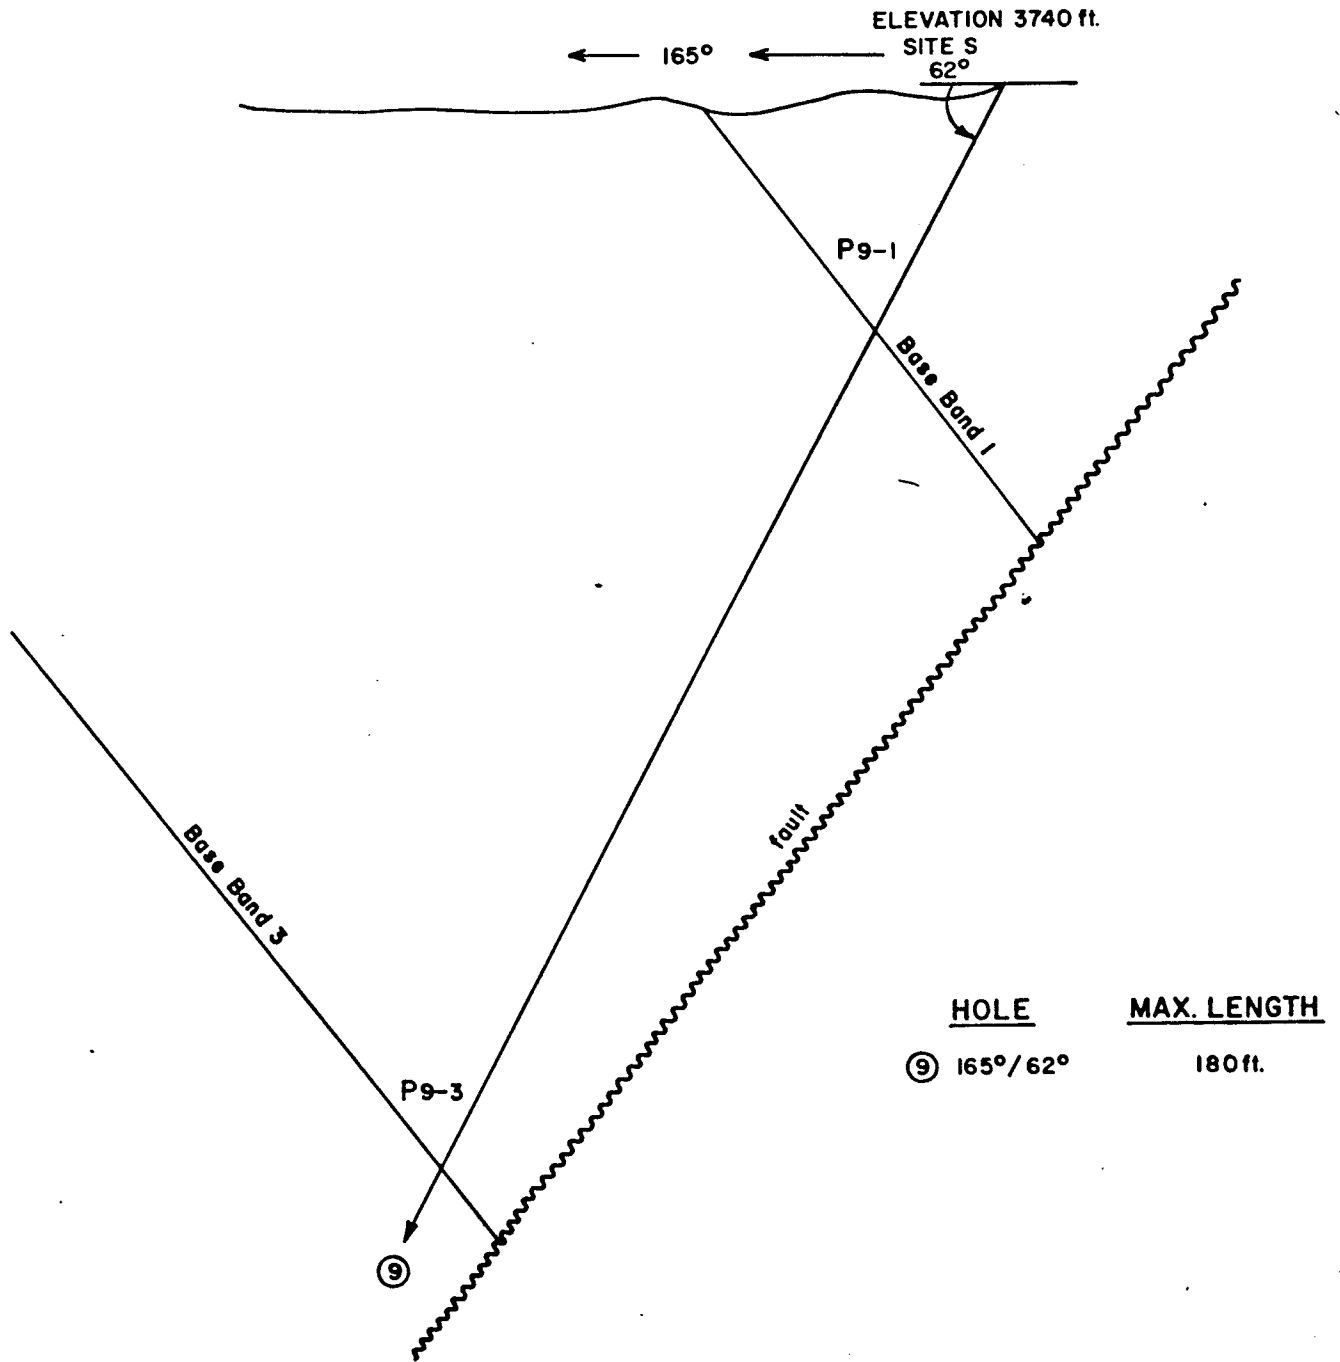 ELEVATION 3740 ft.
165°
SITE S
62°
P9-1
Base Band 1
fault
Base Band 3
HOLE MAX. LENGTH
9 165°/62° 180 ft.
P9-3
9